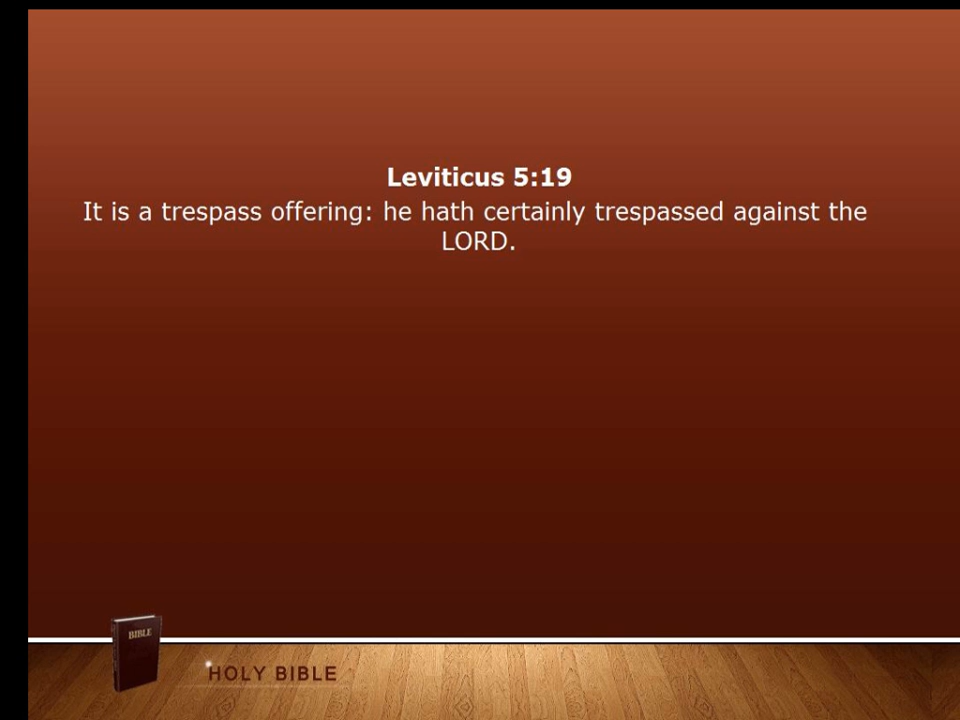 Leviticus 5:19
It is a trespass offering: he hath certainly trespassed against the
LORD.
BIBLE
HOLY BIBLE